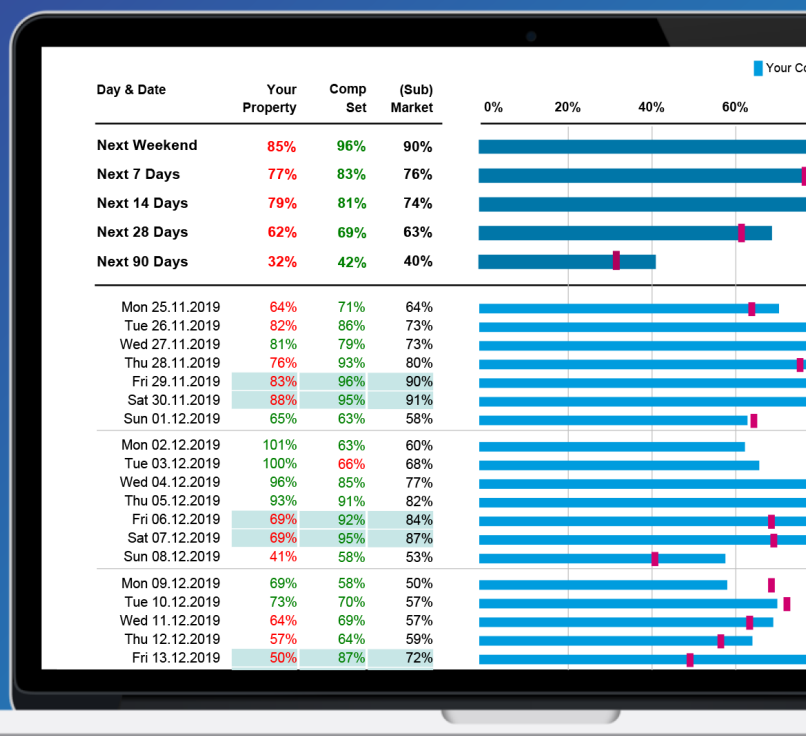 Your Co
Day & Date Your Property Comp Set (Sub) Market 0% 20% 40% 60%
Next Weekend 85% 96% 90%
Next 7 Days 77% 83% 76%
Next 14 Days 79% 81% 74%
Next 28 Days 62% 69% 63%
Next 90 Days 32% 42% 40%
Mon 25.11.2019 64% 71% 64%
Tue 26.11.2019 82% 86% 73%
Wed 27.11.2019 81% 79% 73%
Thu 28.11.2019 76% 93% 80%
Fri 29.11.2019 83% 96% 90%
Sat 30.11.2019 88% 95% 91%
Sun 01.12.2019 65% 63% 58%
Mon 02.12.2019 101% 63% 60%
Tue 03.12.2019 100% 66% 68%
Wed 04.12.2019 96% 85% 77%
Thu 05.12.2019 93% 91% 82%
Fri 06.12.2019 69% 92% 84%
Sat 07.12.2019 69% 95% 87%
Sun 08.12.2019 41% 58% 53%
Mon 09.12.2019 69% 58% 50%
Tue 10.12.2019 73% 70% 57%
Wed 11.12.2019 64% 69% 57%
Thu 12.12.2019 57% 64% 59%
Fri 13.12.2019 50% 87% 72%